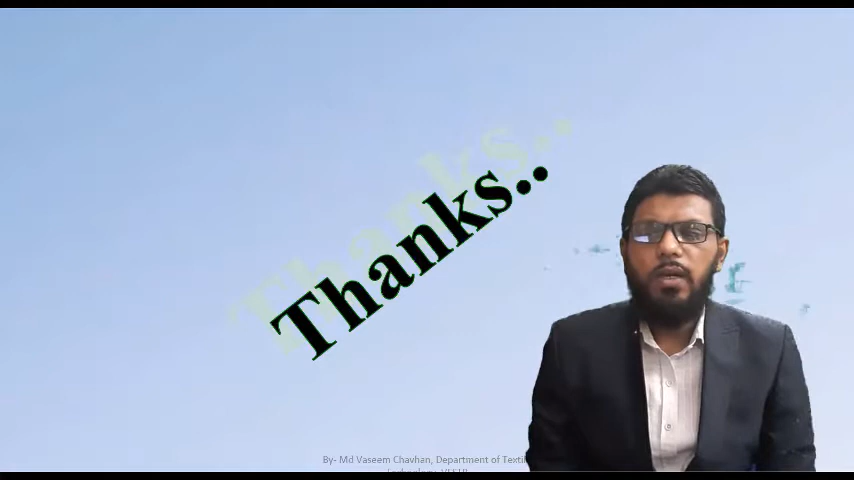 Thanks..
By- Md Vaseem Chavhan, Department of Textil